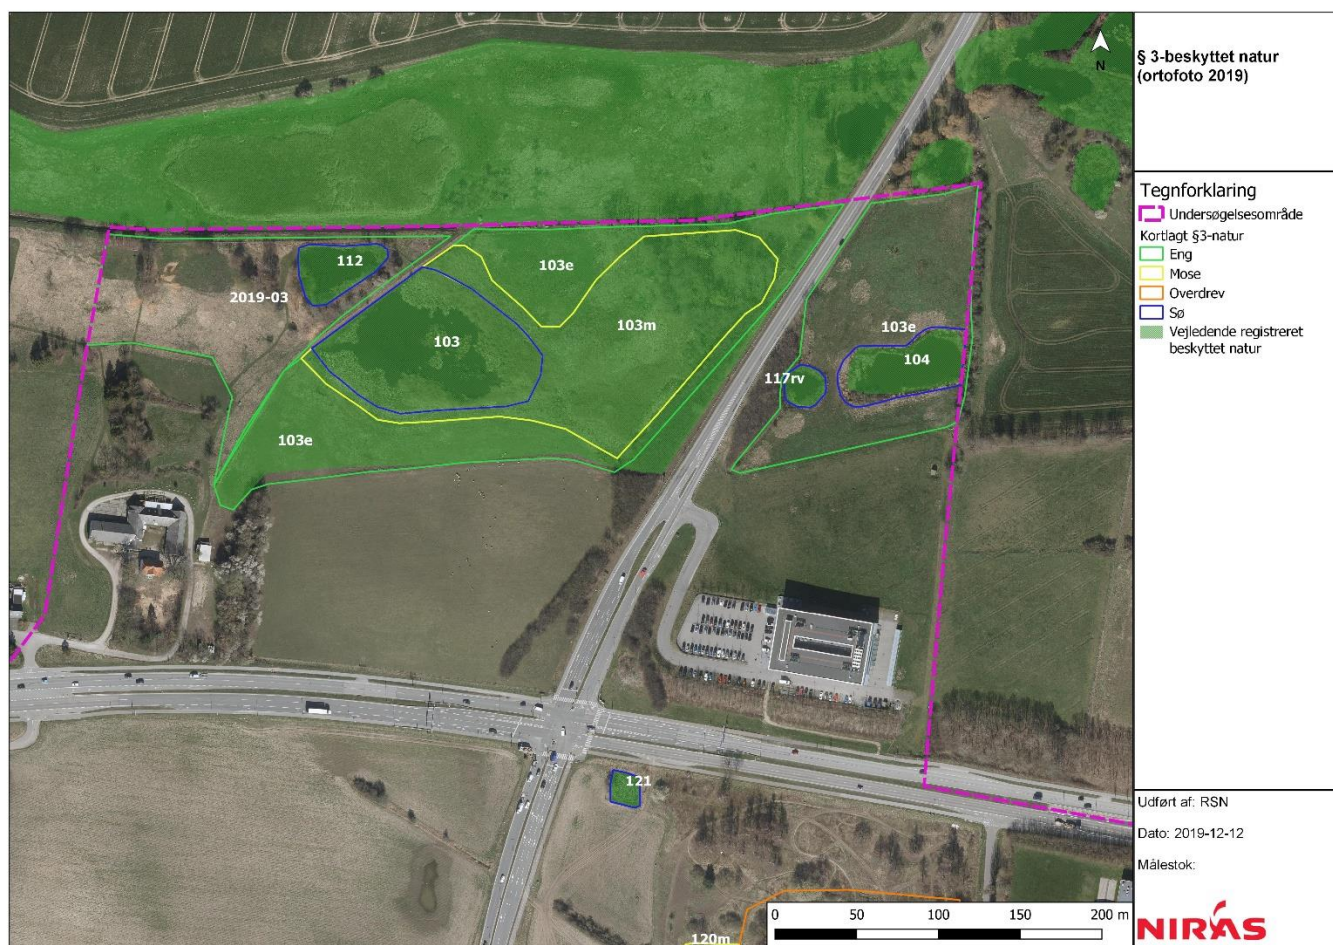 § 3-beskyttet natur
(ortofoto 2019)
N
Tegnforklaring
Undersøgelsesområde
Kortlagt §3-natur
Eng
Mose
Overdrev
Sø
Vejledende registreret
beskyttet natur
112
103e
2019-03
103m
103e
103
104
117rv
103e
121
120m
0 50 100 150 200 m
Udført af: RSN
Dato: 2019-12-12
Målestok:
NIRAS